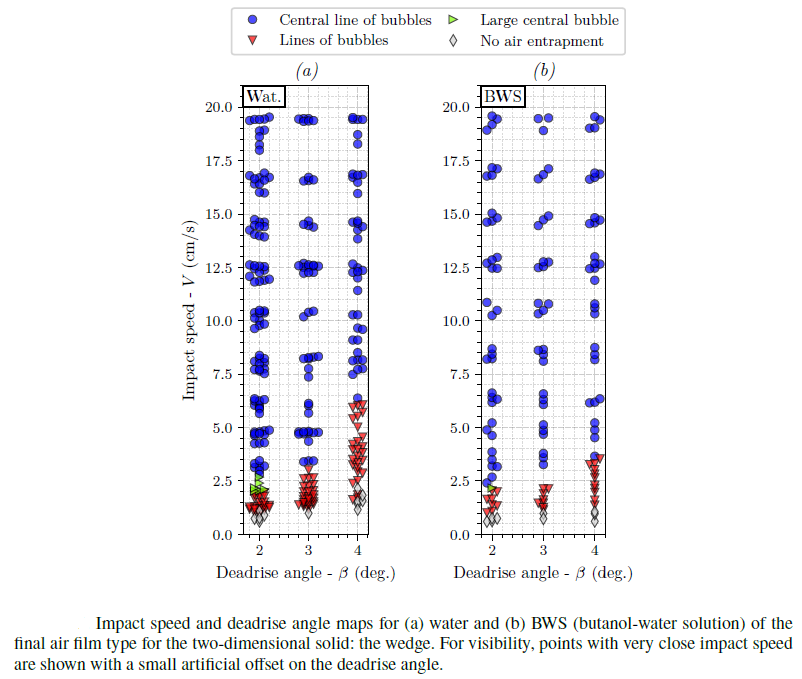 Central line of bubbles
Large central bubble
Lines of bubbles
No air entrapment
(a)
(b)
Wat.
BWS
20.0
17.5
15.0
12.5
10.0
7.5
5.0
2.5
0.0
20.0
17.5
15.0
12.5
10.0
7.5
5.0
2.5
0.0
Impact speed - V (cm/s)
2 3 4
2 3 4
Deadrise angle - β (deg.)
Deadrise angle - β (deg.)
Impact speed and deadrise angle maps for (a) water and (b) BWS (butanol-water solution) of the
final air film type for the two-dimensional solid: the wedge. For visibility, points with very close impact speed
are shown with a small artificial offset on the deadrise angle.